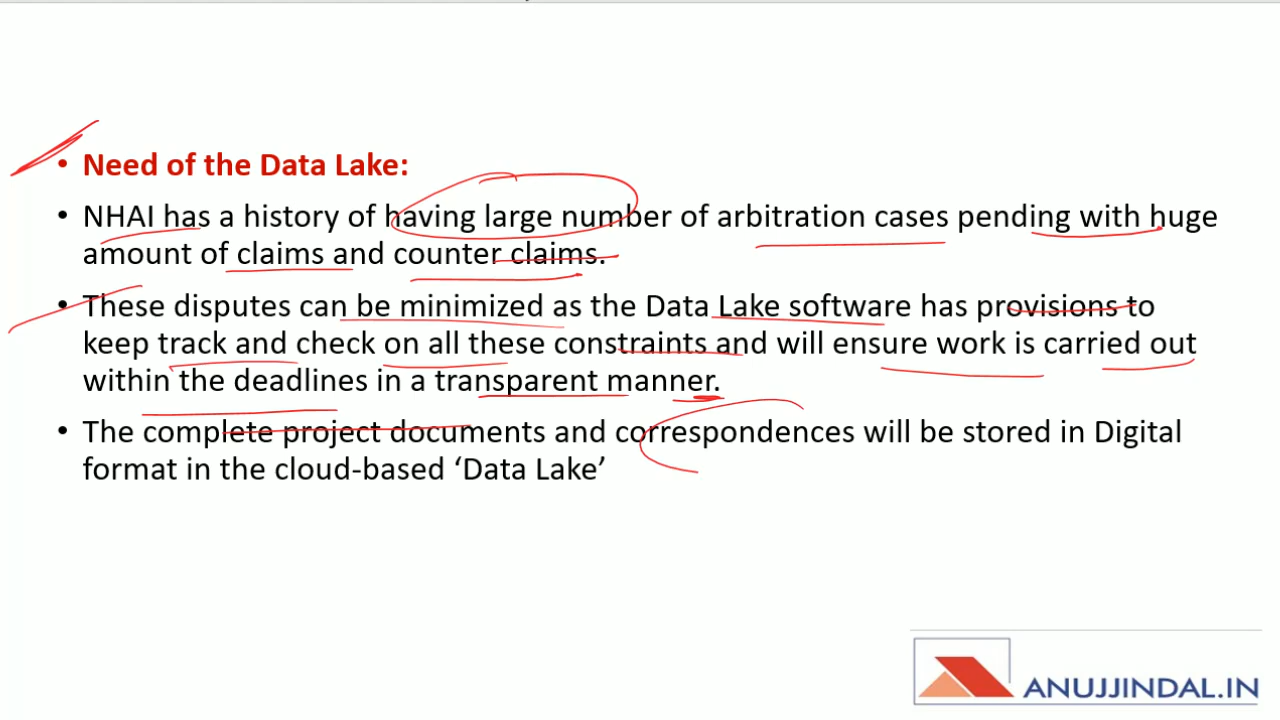 • Need of the Data Lake:
• NHAI has a history of having large number of arbitration cases pending with huge
amount of claims and counter claims.
• These disputes can be minimized as the Data Lake software has provisions to
keep track and check on all these constraints and will ensure work is carried out
within the deadlines in a transparent manner.
• The complete project documents and correspondences will be stored in Digital
format in the cloud-based ‘Data Lake’
ANUJJINDAL.IN